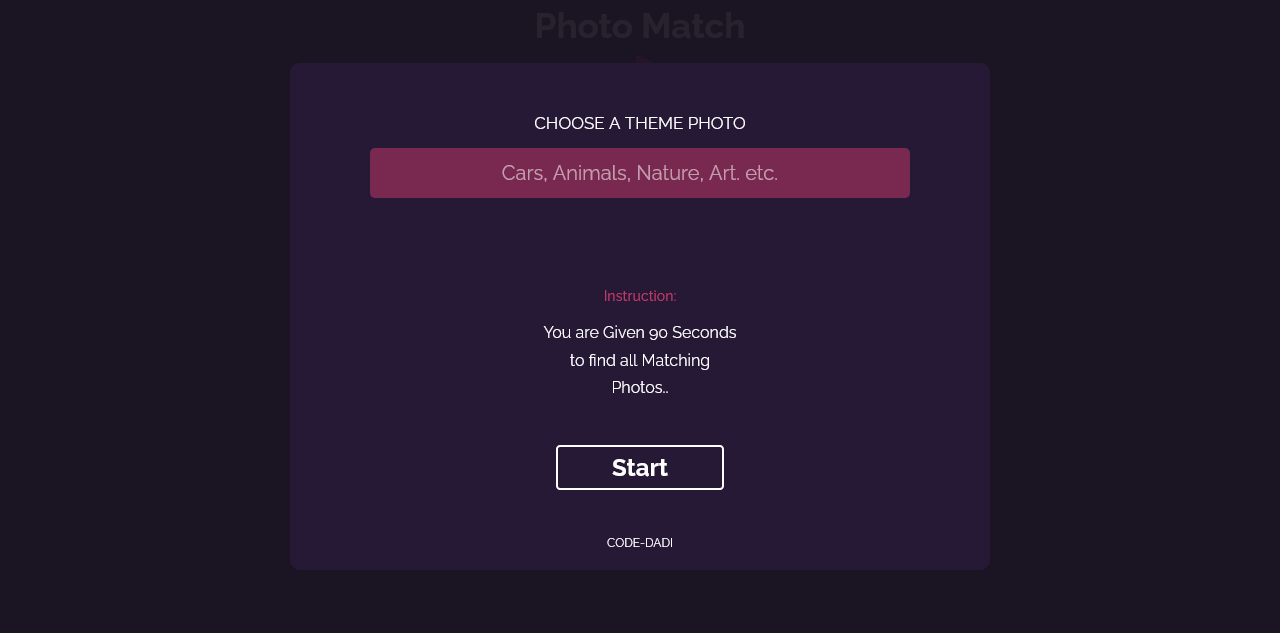 Photo Match
CHOOSE A THEME PHOTO
Cars, Animals, Nature, Art. etc.
Instruction:
You are Given 90 Seconds
to find all Matching
Photos..
Start
CODE-DADI